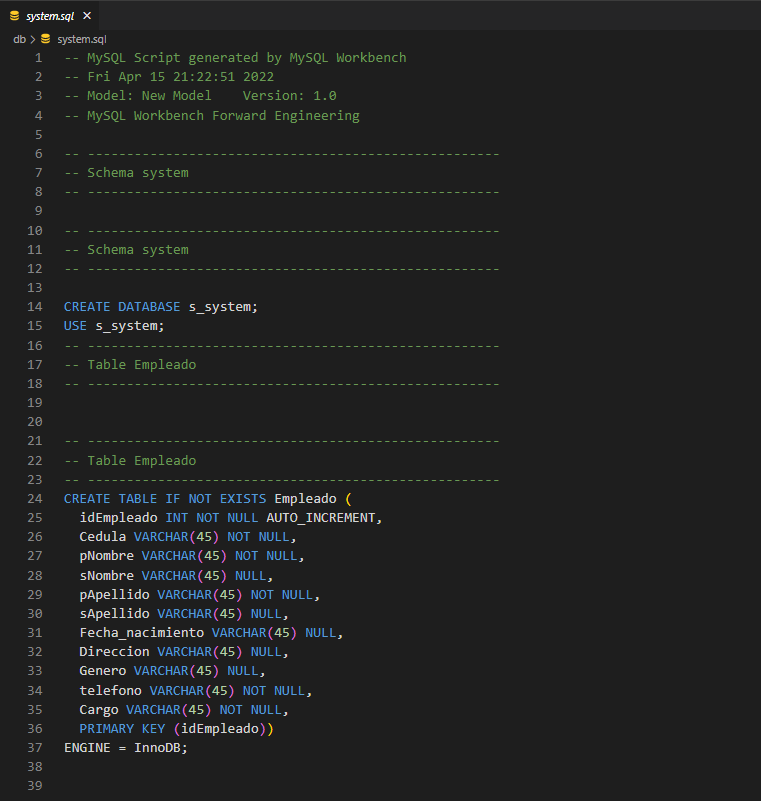 system.sql ×
db > system.sql
1 -- MySQL Script generated by MySQL Workbench
2 -- Fri Apr 15 21:22:51 2022
3 -- Model: New Model    Version: 1.0
4 -- MySQL Workbench Forward Engineering
5
6 -- -----------------------------------------------------
7 -- Schema system
8 -- -----------------------------------------------------
9
10 -- -----------------------------------------------------
11 -- Schema system
12 -- -----------------------------------------------------
13
14 CREATE DATABASE s_system;
15 USE s_system;
16 -- -----------------------------------------------------
17 -- Table Empleado
18 -- -----------------------------------------------------
19
20
21 -- -----------------------------------------------------
22 -- Table Empleado
23 -- -----------------------------------------------------
24 CREATE TABLE IF NOT EXISTS Empleado (
25   idEmpleado INT NOT NULL AUTO_INCREMENT,
26   Cedula VARCHAR(45) NOT NULL,
27   pNombre VARCHAR(45) NOT NULL,
28   sNombre VARCHAR(45) NULL,
29   pApellido VARCHAR(45) NOT NULL,
30   sApellido VARCHAR(45) NULL,
31   Fecha_nacimiento VARCHAR(45) NULL,
32   Direccion VARCHAR(45) NULL,
33   Genero VARCHAR(45) NULL,
34   telefono VARCHAR(45) NOT NULL,
35   Cargo VARCHAR(45) NOT NULL,
36   PRIMARY KEY (idEmpleado))
37 ENGINE = InnoDB;
38
39